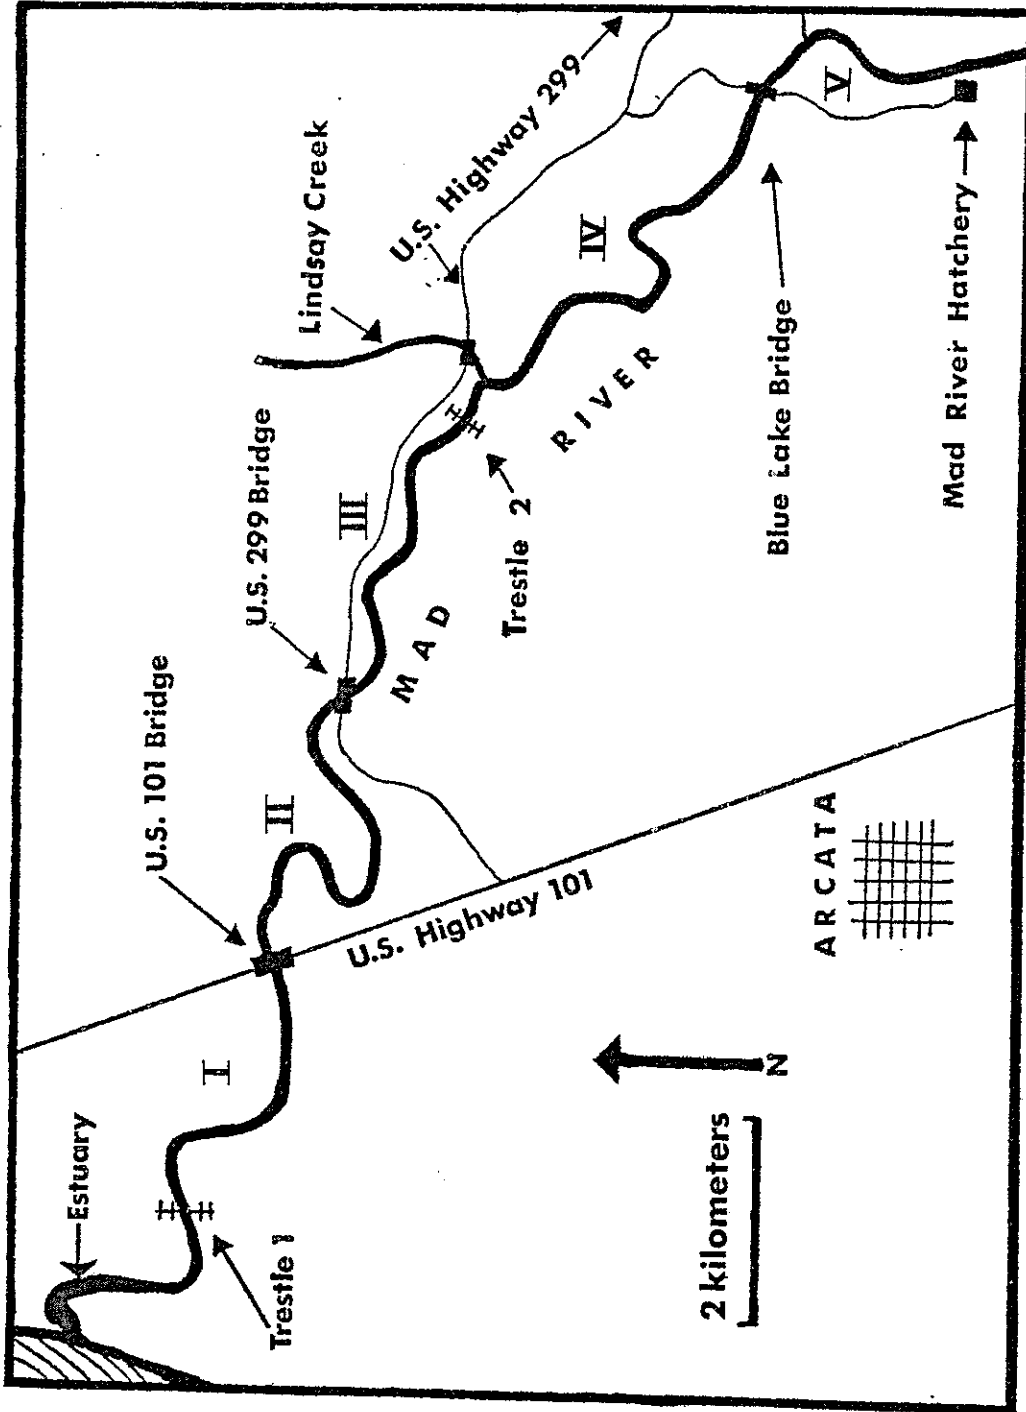 Estuary
Trestle 1
I
U.S. 101 Bridge
II
U.S. Highway 101
U.S. 299 Bridge
III
MAD
RIVER
Trestle 2
Lindsay Creek
U.S. Highway 299
IV
V
Blue Lake Bridge
Mad River Hatchery
ARCATA
N
2 kilometers